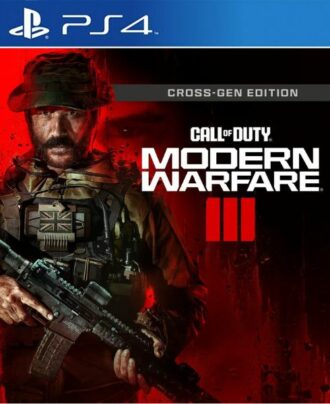 PS4
CROSS-GEN EDITION
CALL OF DUTY
MODERN
WARFARE
III